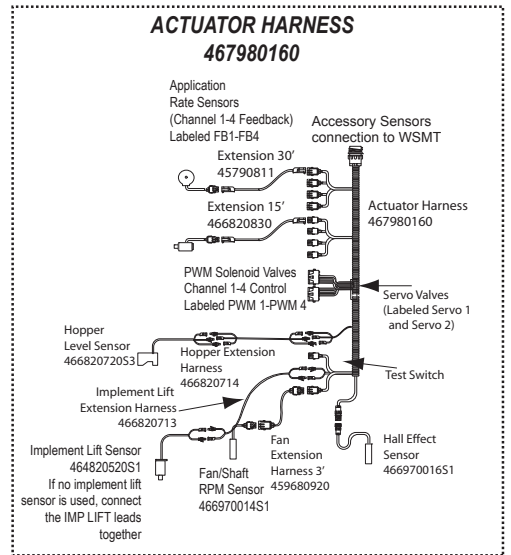 ACTUATOR HARNESS
467980160
Application
Rate Sensors
(Channel 1-4 Feedback)
Labeled FB1-FB4
Accessory Sensors
connection to WSMT
Extension 30’
45790811
Extension 15’
466820830
Actuator Harness
467980160
PWM Solenoid Valves
Channel 1-4 Control
Labeled PWM 1-PWM 4
Servo Valves
(Labeled Servo 1
and Servo 2)
Hopper
Level Sensor
466820720S3
Hopper Extension
Harness
466820714
Test Switch
Implement Lift
Extension Harness
466820713
Implement Lift Sensor
464820520S1
If no implement lift
sensor is used, connect
the IMP LIFT leads
together
Fan/Shaft
RPM Sensor
466970014S1
Fan
Extension
Harness 3’
459680920
Hall Effect
Sensor
466970016S1